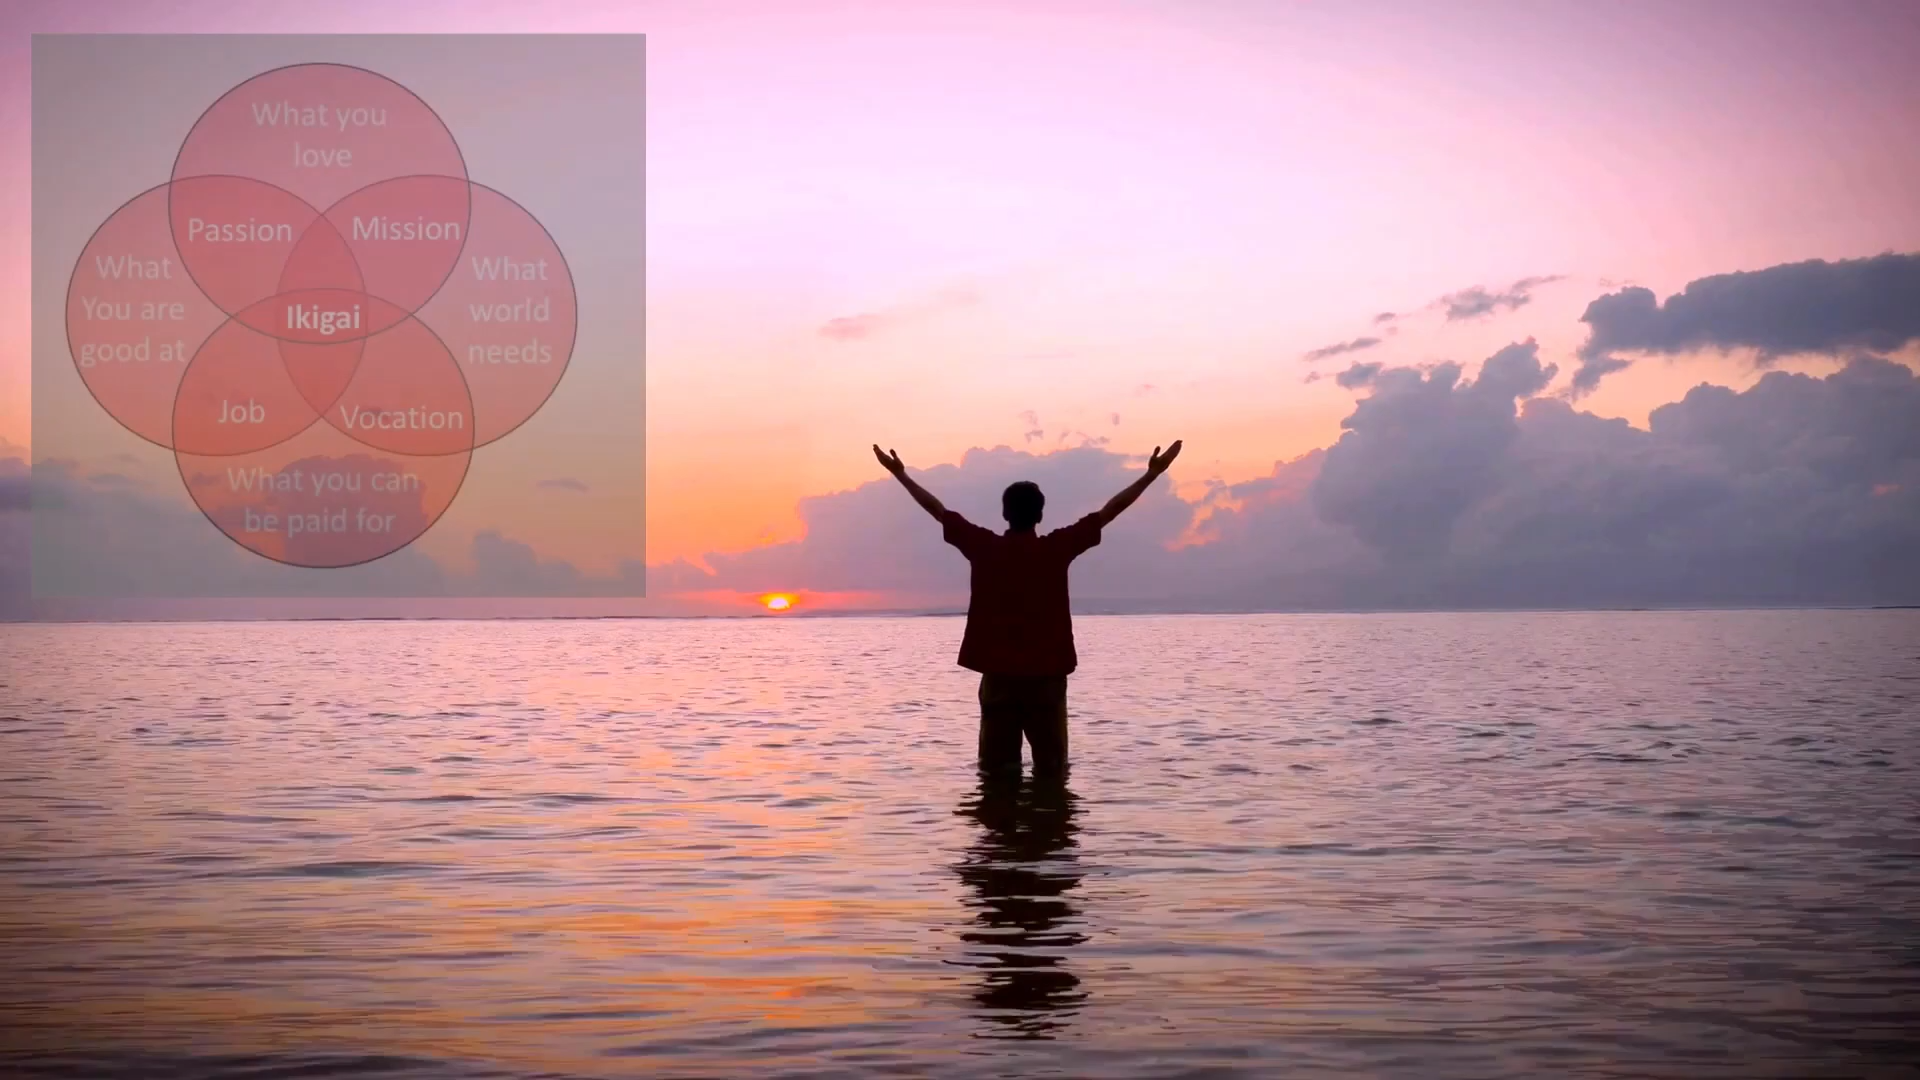 What you
love
Passion
Mission
What
You are
good at
Ikigai
What
world
needs
Job
Vocation
What you can
be paid for